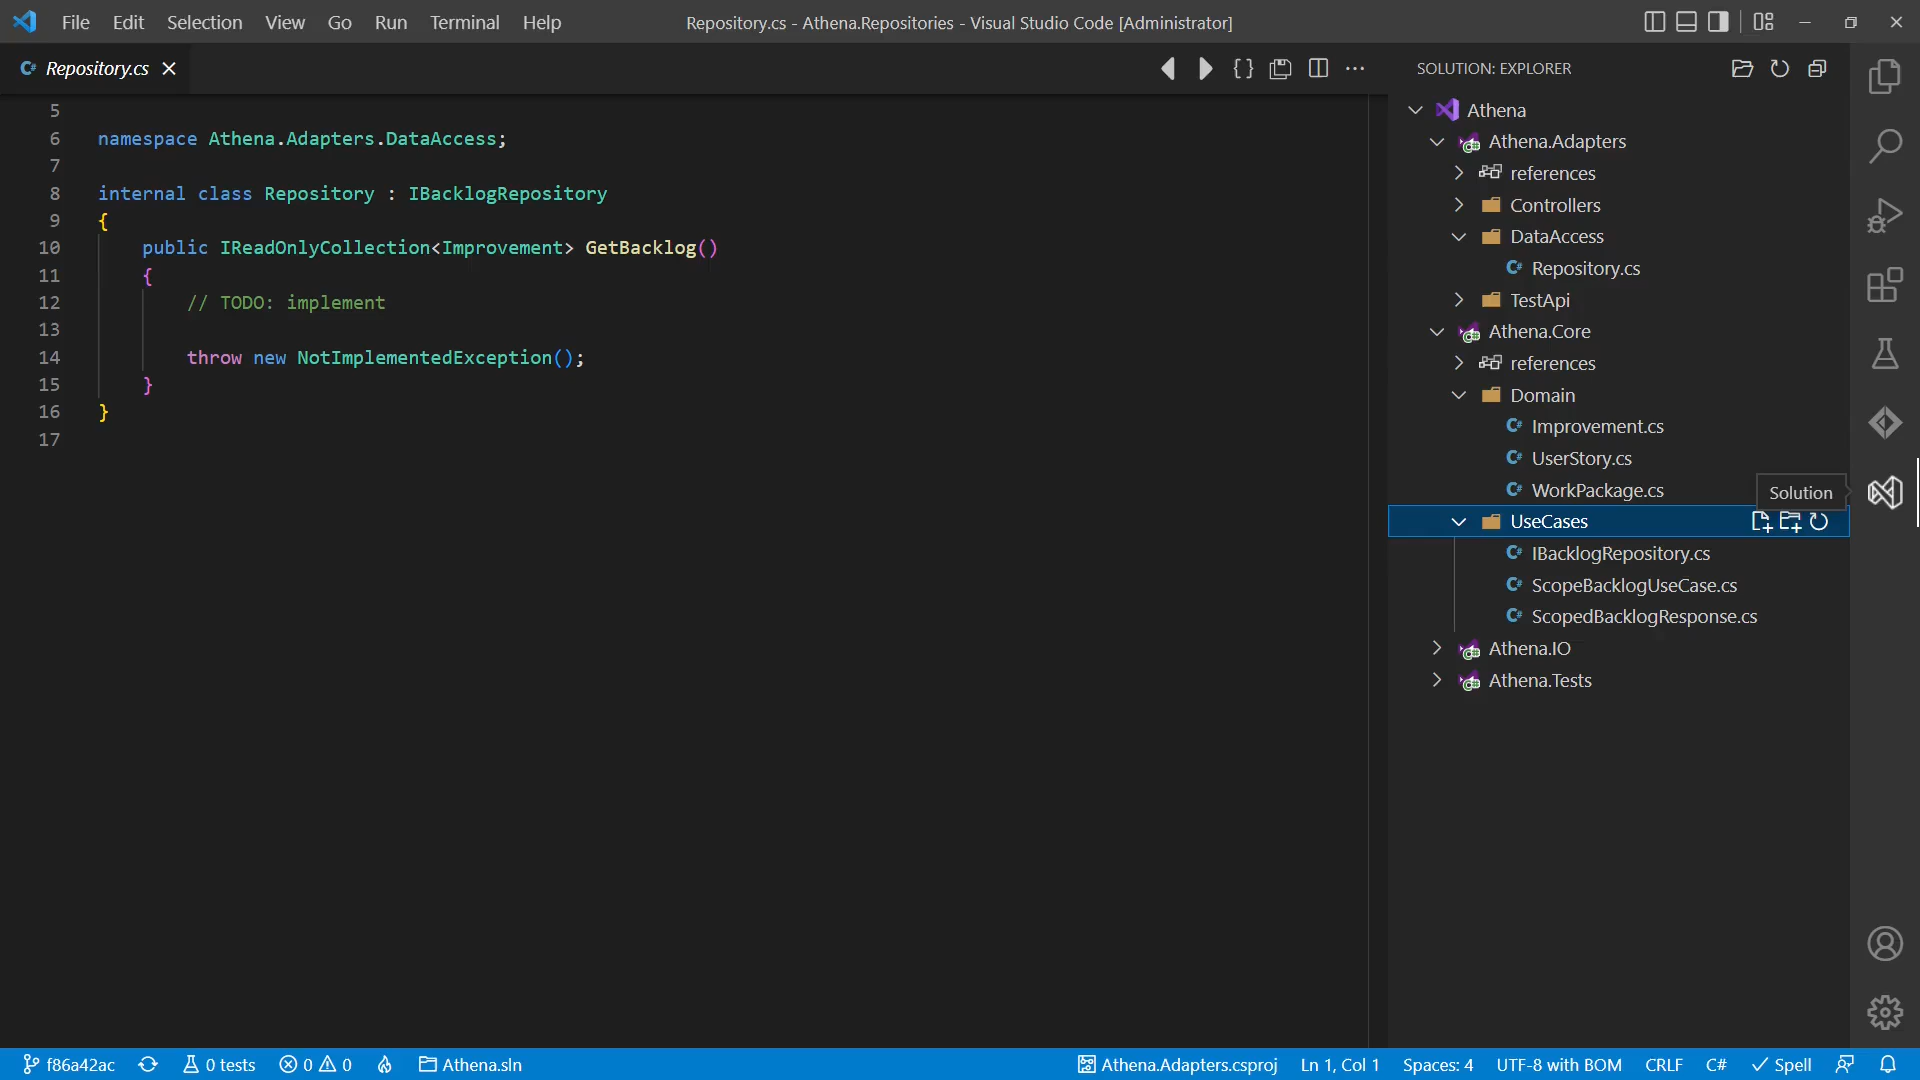 File Edit Selection View Go Run Terminal Help
Repository.cs - Athena.Repositories - Visual Studio Code [Administrator]
Repository.cs
5
6 namespace Athena.Adapters.DataAccess;
7
8 internal class Repository : IBacklogRepository
9 {
10 public IReadOnlyCollection<Improvement> GetBacklog()
11 {
12 // TODO: implement
13
14 throw new NotImplementedException();
15 }
16 }
17
SOLUTION: EXPLORER
Athena
Athena.Adapters
references
Controllers
DataAccess
C# Repository.cs
TestApi
Athena.Core
references
Domain
C# Improvement.cs
C# UserStory.cs
C# WorkPackage.cs
Solution
UseCases
C# IBacklogRepository.cs
C# ScopeBacklogUseCase.cs
C# ScopedBacklogResponse.cs
Athena.IO
Athena.Tests
f86a42ac 0 tests 0 0 Athena.sln Athena.Adapters.csproj Ln 1, Col 1 Spaces: 4 UTF-8 with BOM CRLF C# Spell